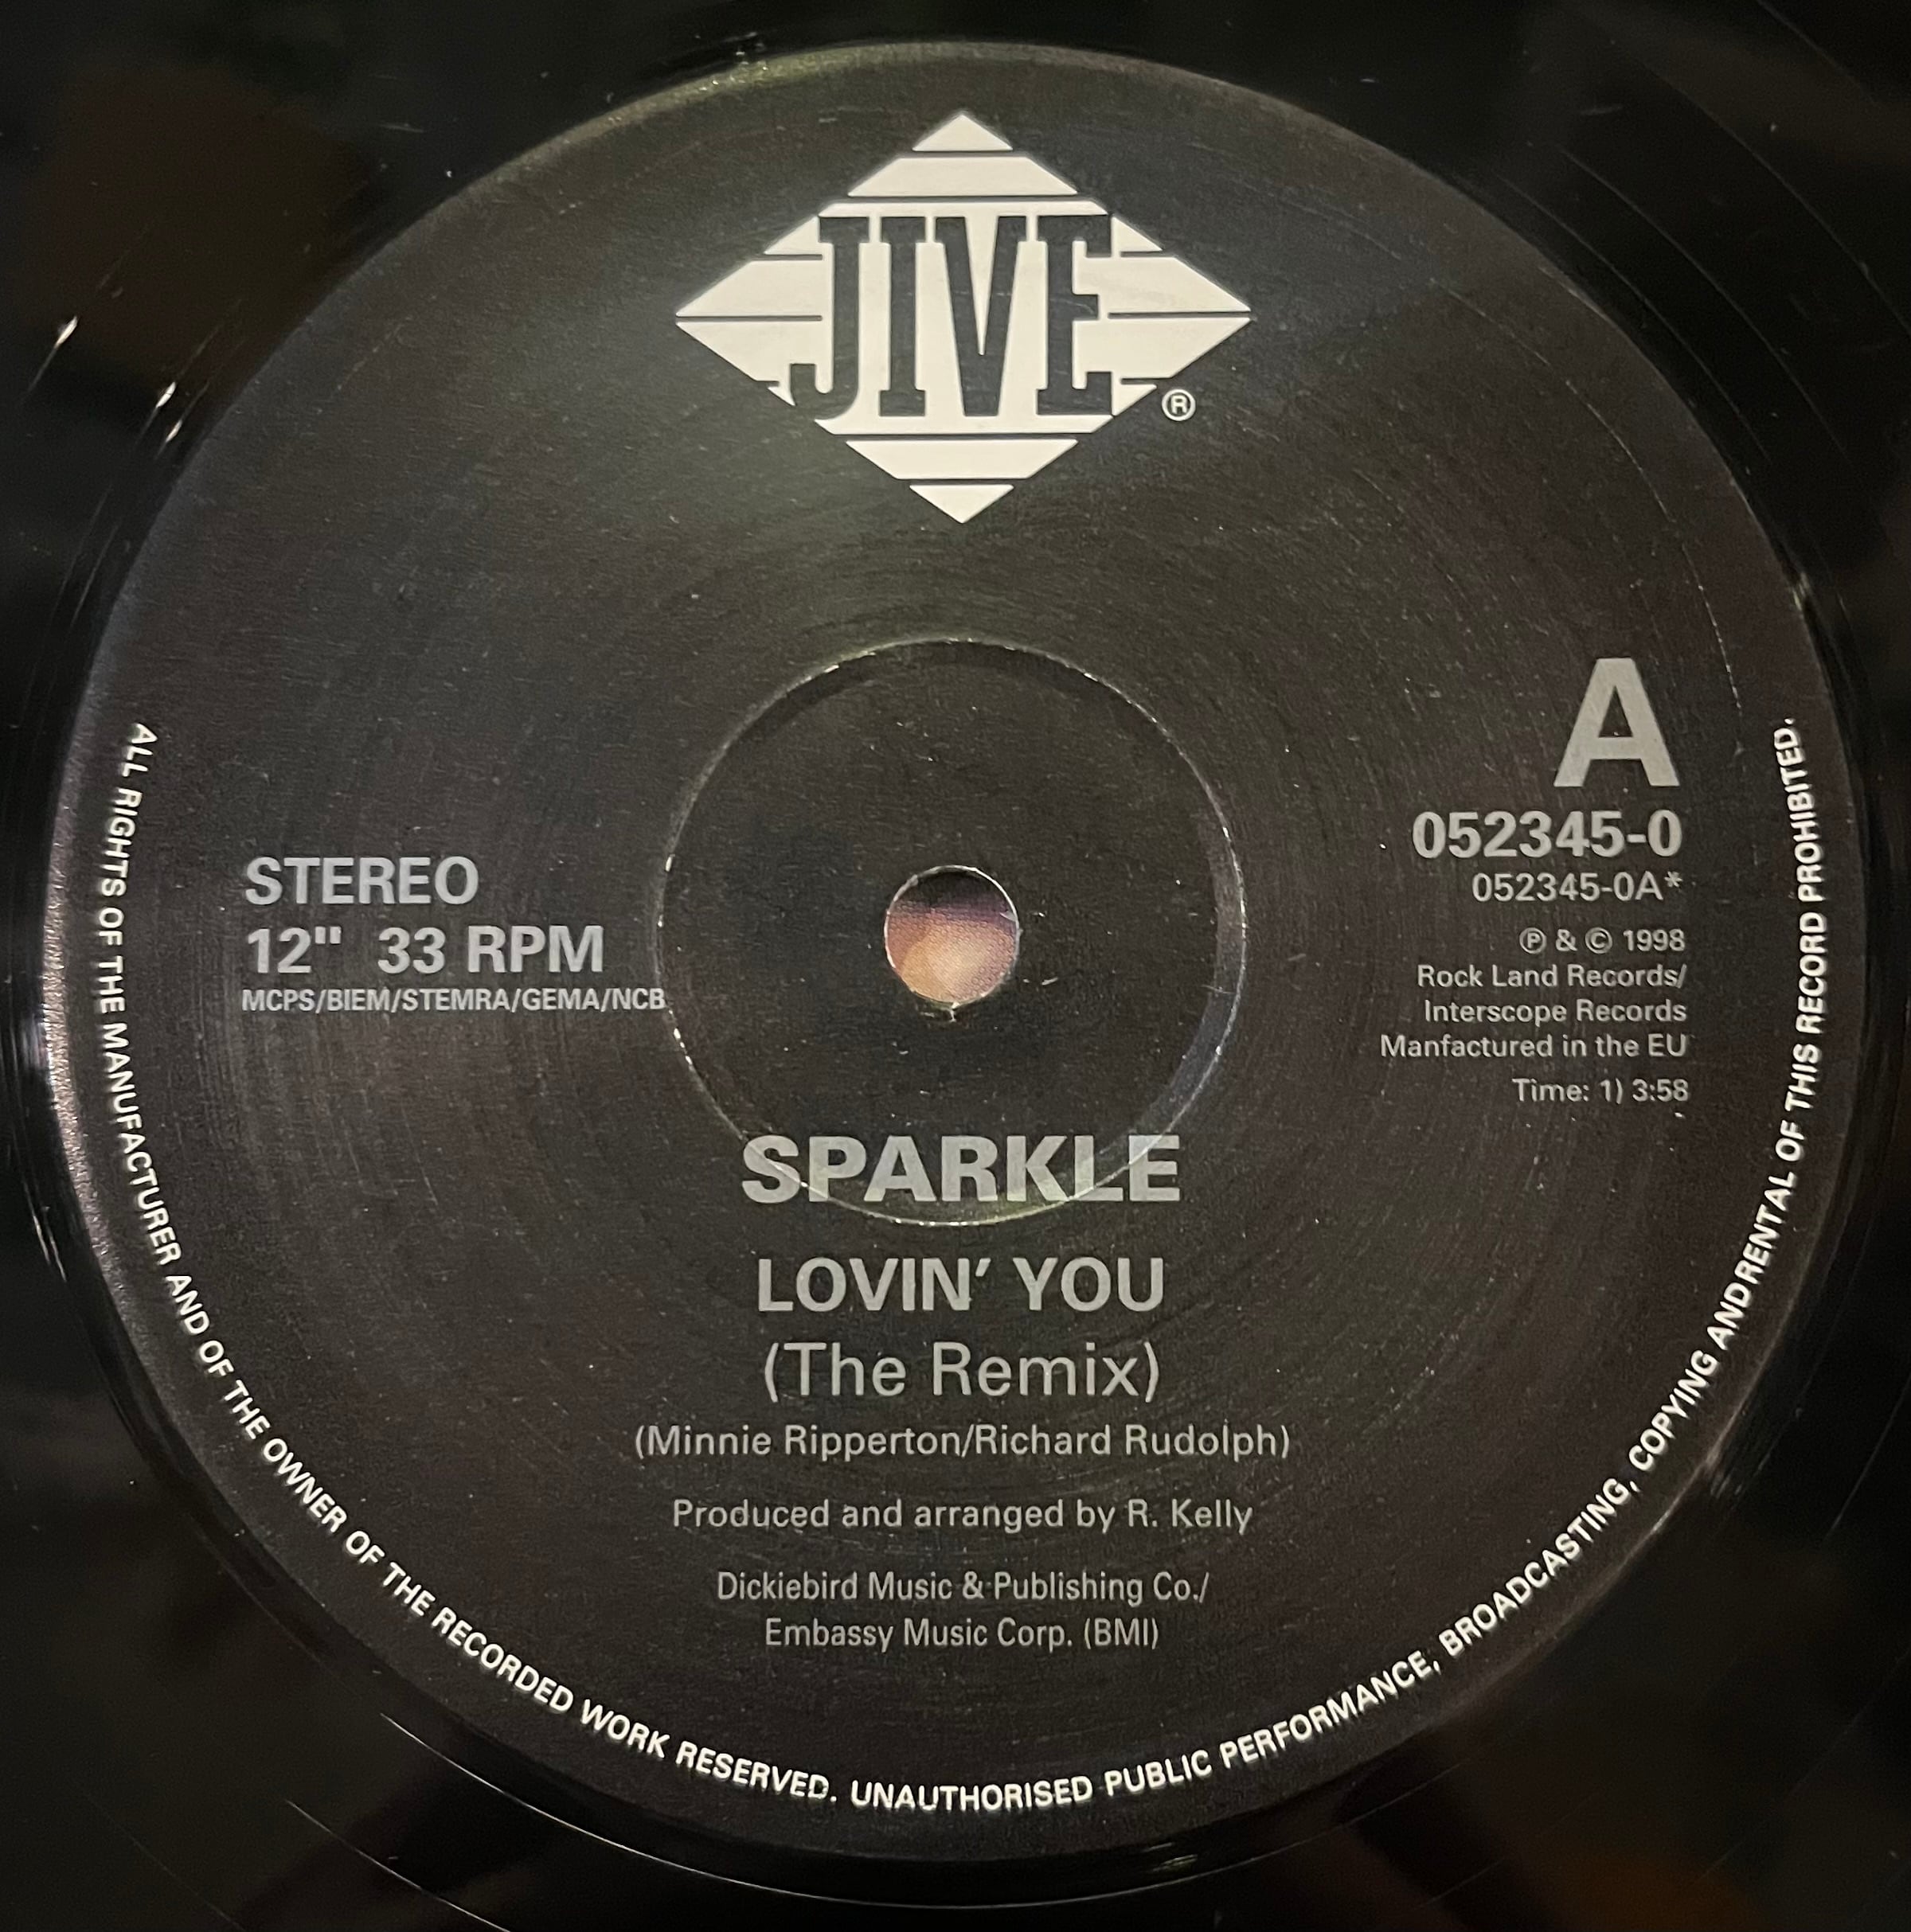 JIVE
®
A
052345-0
052345-0A*
℗ & © 1998
Rock Land Records/
Interscope Records
Manfactured in the EU
Time: 1) 3:58
STEREO
12" 33 RPM
MCPS/BIEM/STEMRA/GEMA/NCB
SPARKLE
LOVIN’ YOU
(The Remix)
(Minnie Ripperton/Richard Rudolph)
Produced and arranged by R. Kelly
Dickiebird Music & Publishing Co./
Embassy Music Corp. (BMI)
ALL RIGHTS OF THE MANUFACTURER AND OF THE OWNER OF THE RECORDED WORK RESERVED. UNAUTHORISED PUBLIC PERFORMANCE, BROADCASTING, COPYING AND RENTAL OF THIS RECORD PROHIBITED.